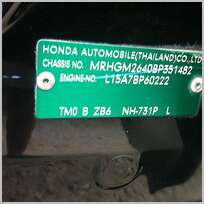 HONDA AUTOMOBILE(THAILAND)CO.,LTD.
CHASSIS NO. MRHGM2640BP351482
ENGINE-NO. L15A7BP60222
TM0 B ZB6 NH-731P L